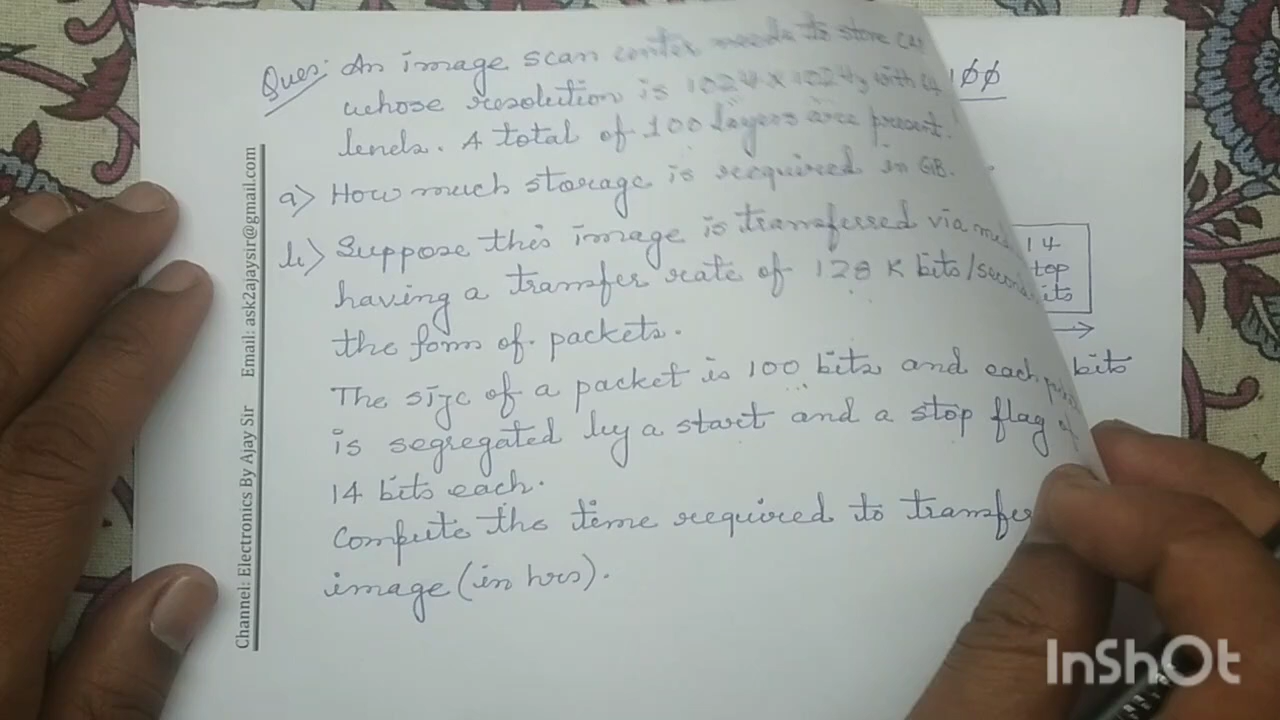 Ques: An image scan center needs to store
whose resolution is 1024 x 1024, with
levels. A total of 100 layers are present.
a) How much storage is required in GB.
b) Suppose this image is transferred via
having a transfer rate of 128 K bits/second
the form of packets.
The size of a packet is 100 bits and each
is segregated by a start and a stop flag of
14 bits each.
Compute the time required to transfer
image (in hrs).
14
top
bits
Channel: Electronics By Ajay Sir Email: ask2ajaysir@gmail.com
InShOt